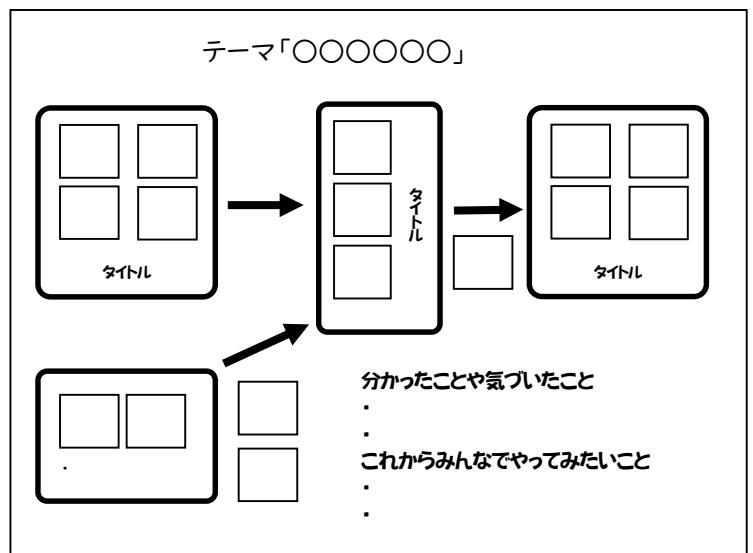 テーマ「○○○○○○」
タイトル
タイトル
タイトル
・
分かったことや気づいたこと
・
・
これからみんなでやってみたいこと
・
・